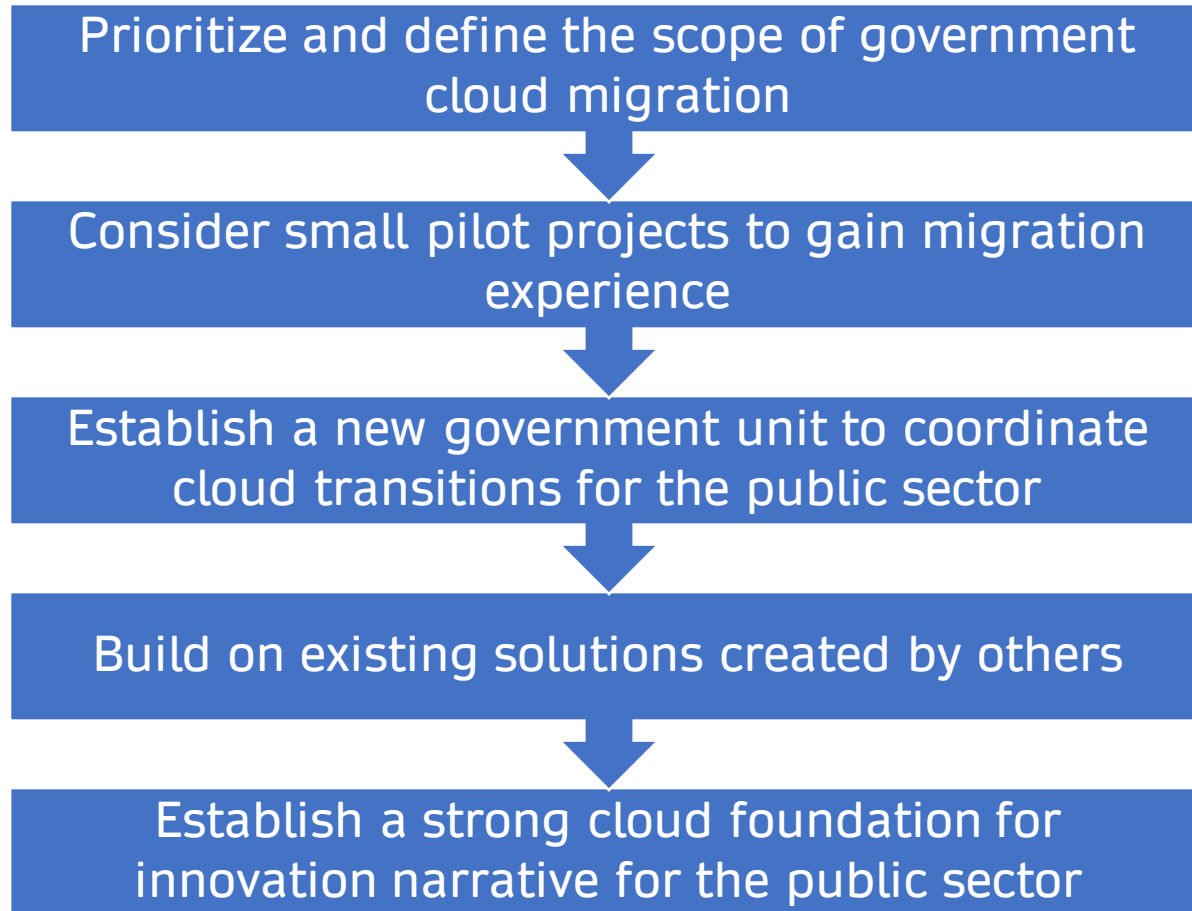 Prioritize and define the scope of government
cloud migration
Consider small pilot projects to gain migration
experience
Establish a new government unit to coordinate
cloud transitions for the public sector
Build on existing solutions created by others
Establish a strong cloud foundation for
innovation narrative for the public sector